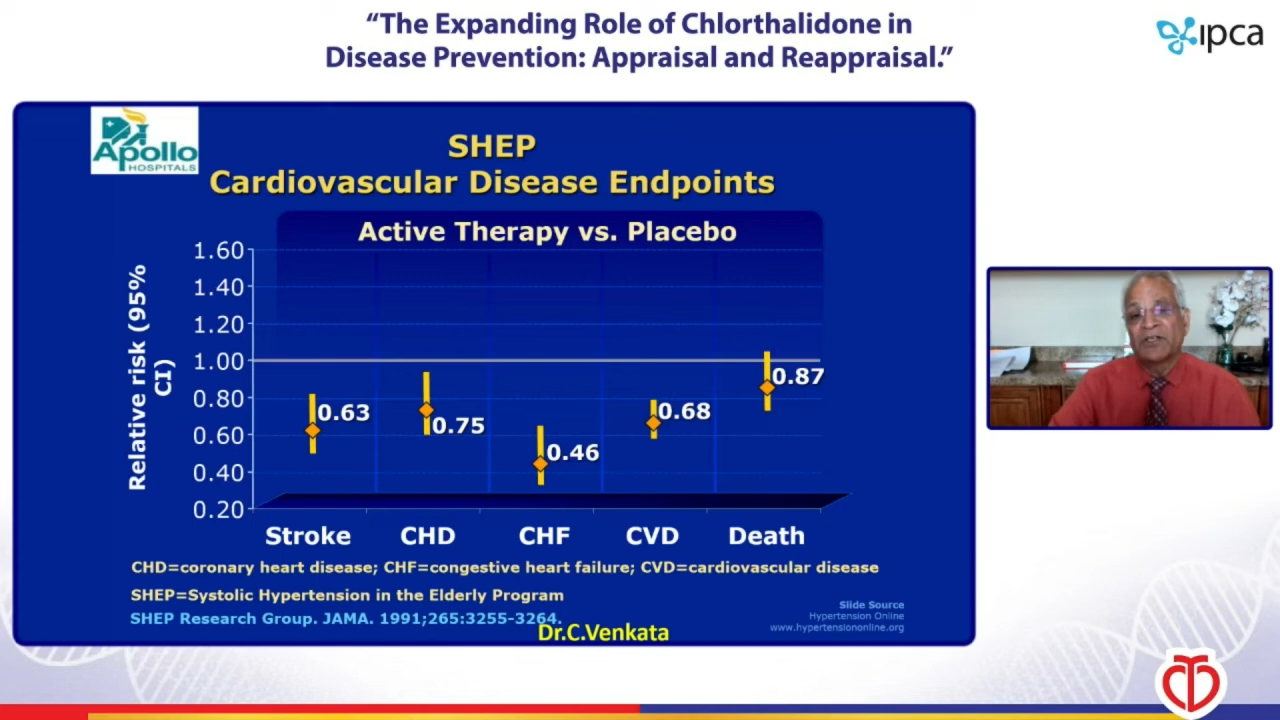 “The Expanding Role of Chlorthalidone in
Disease Prevention: Appraisal and Reappraisal.”
ipca
Apollo
HOSPITALS
SHEP
Cardiovascular Disease Endpoints
Active Therapy vs. Placebo
Relative risk (95%
CI)
1.60
1.40
1.20
1.00
0.80
0.60
0.40
0.20
0.63
0.75
0.46
0.68
0.87
Stroke CHD CHF CVD Death
CHD=coronary heart disease; CHF=congestive heart failure; CVD=cardiovascular disease
SHEP=Systolic Hypertension in the Elderly Program
SHEP Research Group. JAMA. 1991;265:3255-3264.
Slide Source
Hypertension Online
www.hypertensiononline.org
Dr.C.Venkata